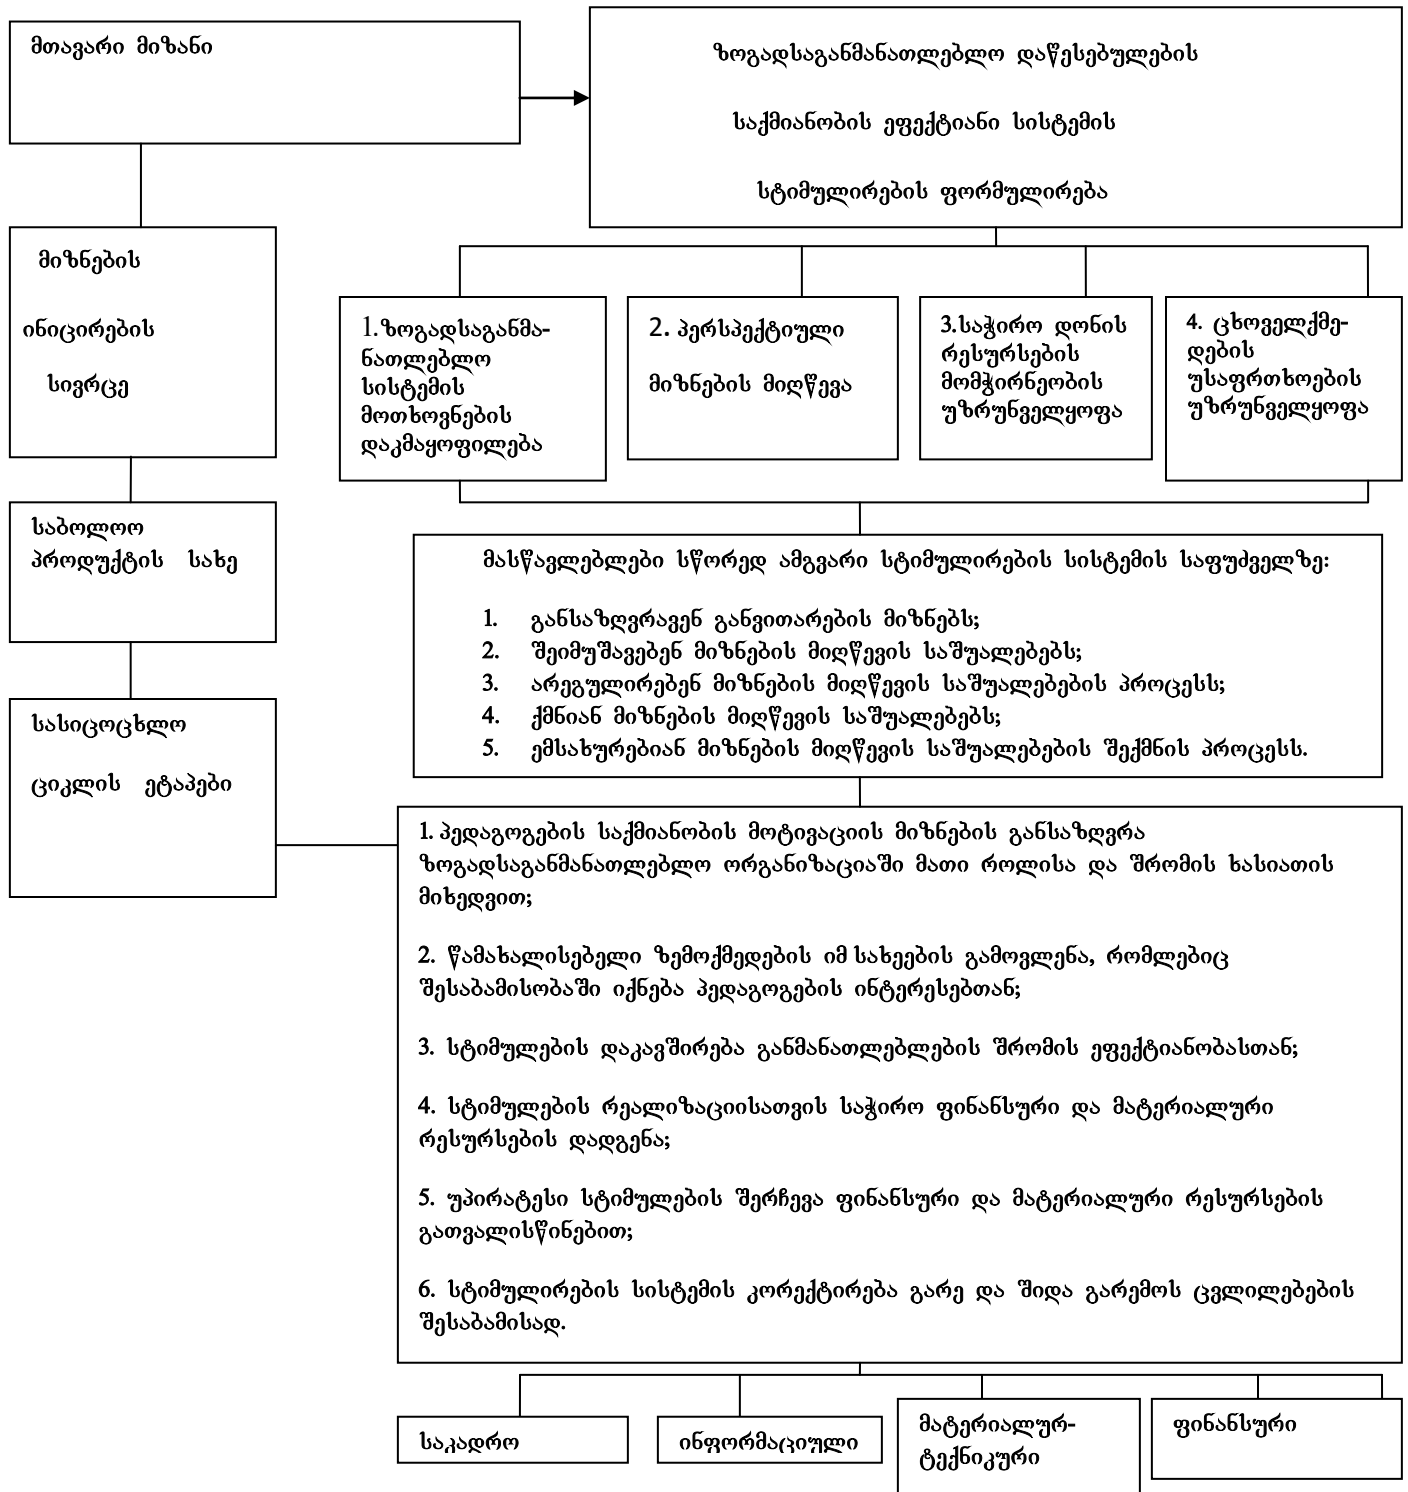 მთავარი მიზანი
ზოგადსაგანმანათლებლო დაწესებულების
საქმიანობის ეფექტიანი სისტემის
სტიმულირების ფორმულირება
მიზნების
ინიცირების
სივრცე
1.ზოგადსაგანმა-
ნათლებლო
სისტემის
მოთხოვნების
დაკმაყოფილება
2. პერსპექტიული
მიზნების მიღწევა
3.საჭირო დონის
რესურსების
მომჭირნეობის
უზრუნველყოფა
4. ცხოველქმე-
დების
უსაფრთხოების
უზრუნველყოფა
საბოლოო
პროდუქტის სახე
მასწავლებლები სწორედ ამგვარი სტიმულირების სისტემის საფუძველზე:
1. განსაზღვრავენ განვითარების მიზნებს;
2. შეიმუშავებენ მიზნების მიღწევის საშუალებებს;
3. არეგულირებენ მიზნების მიღწევის საშუალებების პროცესს;
4. ქმნიან მიზნების მიღწევის საშუალებებს;
5. ემსახურებიან მიზნების მიღწევის საშუალებების შექმნის პროცესს.
სასიცოცხლო
ციკლის ეტაპები
1. პედაგოგების საქმიანობის მოტივაციის მიზნების განსაზღვრა
ზოგადსაგანმანათლებლო ორგანიზაციაში მათი როლისა და შრომის ხასიათის
მიხედვით;
2. წამახალისებელი ზემოქმედების იმ სახეების გამოვლენა, რომლებიც
შესაბამისობაში იქნება პედაგოგების ინტერესებთან;
3. სტიმულების დაკავშირება განმანათლებლების შრომის ეფექტიანობასთან;
4. სტიმულების რეალიზაციისათვის საჭირო ფინანსური და მატერიალური
რესურსების დადგენა;
5. უპირატესი სტიმულების შერჩევა ფინანსური და მატერიალური რესურსების
გათვალისწინებით;
6. სტიმულირების სისტემის კორექტირება გარე და შიდა გარემოს ცვლილებების
შესაბამისად.
საკადრო
ინფორმაციული
მატერიალურ-
ტექნიკური
ფინანსური